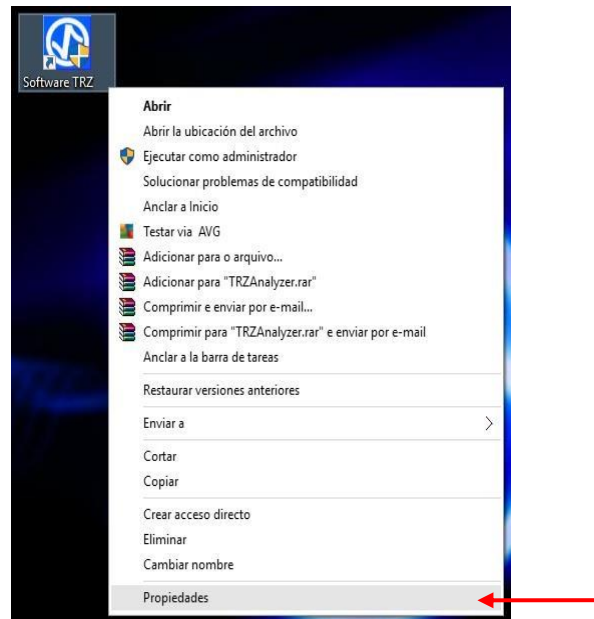 Software TRZ
Abrir
Abrir la ubicación del archivo
Ejecutar como administrador
Solucionar problemas de compatibilidad
Anclar a Inicio
Testar via AVG
Adicionar para o arquivo...
Adicionar para "TRZAnalyzer.rar"
Comprimir e enviar por e-mail...
Comprimir para "TRZAnalyzer.rar" e enviar por e-mail
Anclar a la barra de tareas
Restaurar versiones anteriores
Enviar a
Cortar
Copiar
Crear acceso directo
Eliminar
Cambiar nombre
Propiedades